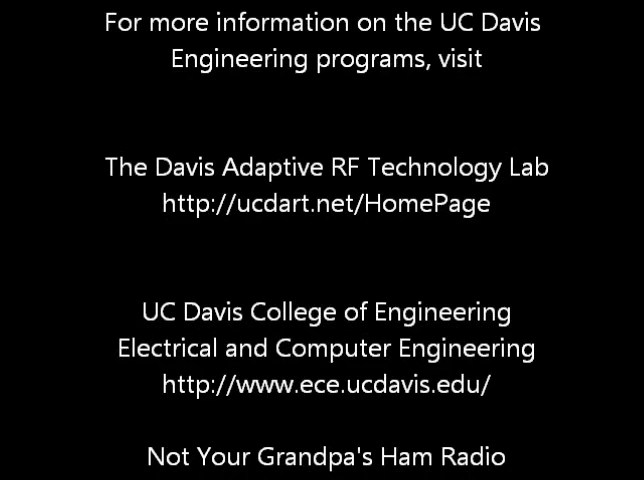 For more information on the UC Davis
Engineering programs, visit
The Davis Adaptive RF Technology Lab
http://ucdart.net/HomePage
UC Davis College of Engineering
Electrical and Computer Engineering
http://www.ece.ucdavis.edu/
Not Your Grandpa's Ham Radio